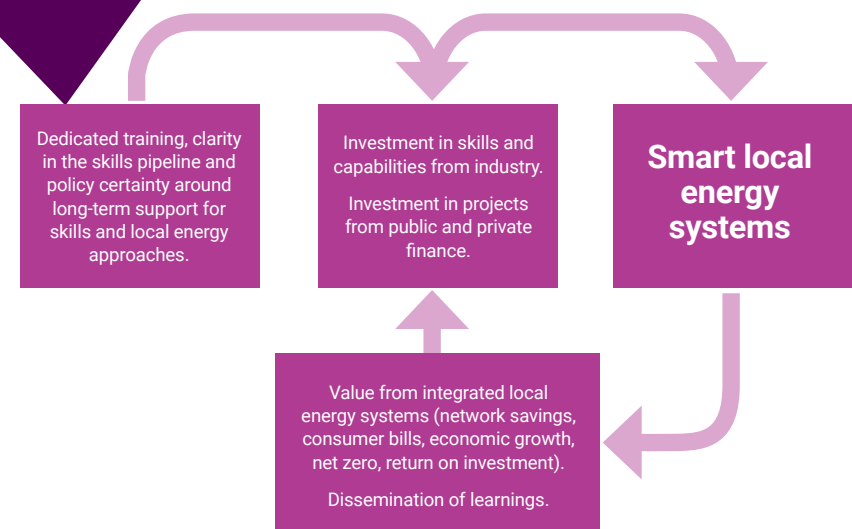 Dedicated training, clarity
in the skills pipeline and
policy certainty around
long-term support for
skills and local energy
approaches.
Investment in skills and
capabilities from industry.
Investment in projects
from public and private
finance.
Smart local
energy
systems
Value from integrated local
energy systems (network savings,
consumer bills, economic growth,
net zero, return on investment).
Dissemination of learnings.